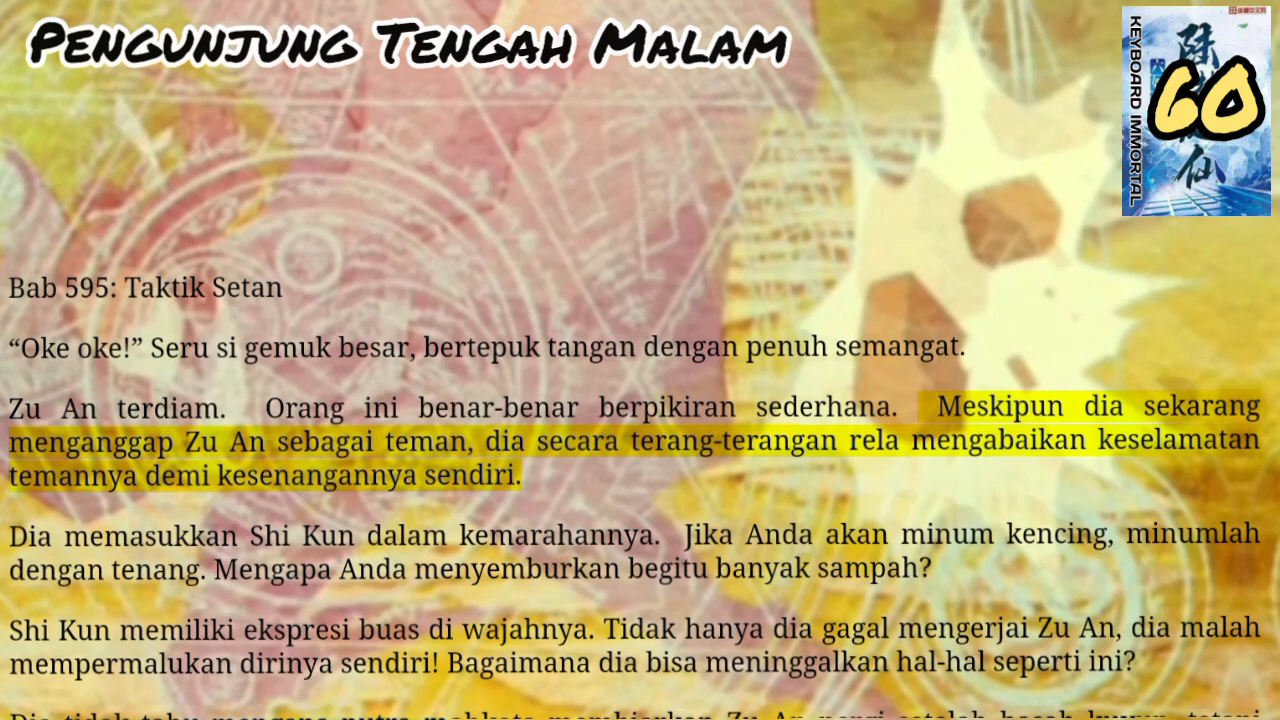 Pengunjung Tengah Malam
KEYBOARD IMMORTAL
60
Bab 595: Taktik Setan
“Oke oke!” Seru si gemuk besar, bertepuk tangan dengan penuh semangat.
Zu An terdiam. Orang ini benar-benar berpikiran sederhana. Meskipun dia sekarang
menganggap Zu An sebagai teman, dia secara terang-terangan rela mengabaikan keselamatan
temannya demi kesenangannya sendiri.
Dia memasukkan Shi Kun dalam kemarahannya. Jika Anda akan minum kencing, minumlah
dengan tenang. Mengapa Anda menyemburkan begitu banyak sampah?
Shi Kun memiliki ekspresi buas di wajahnya. Tidak hanya dia gagal mengerjai Zu An, dia malah
mempermalukan dirinya sendiri! Bagaimana dia bisa meninggalkan hal-hal seperti ini?